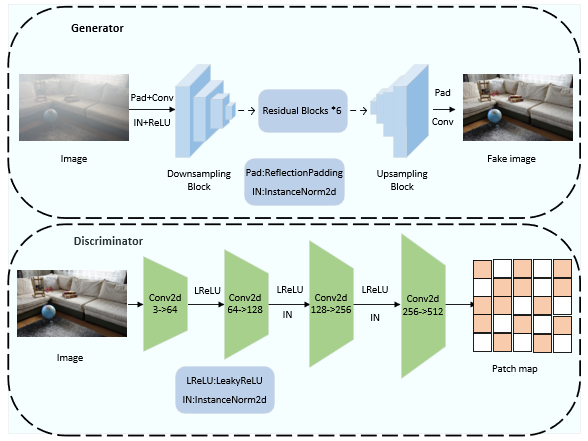 Generator
Pad+Conv
IN+ReLU
Residual Blocks *6
Pad
Conv
Image
Downsampling
Block
Pad:ReflectionPadding
IN:InstanceNorm2d
Upsampling
Block
Fake image
Discriminator
Conv2d
3->64
LReLU
Conv2d
64->128
LReLU
IN
Conv2d
128->256
LReLU
IN
Conv2d
256->512
Image
Patch map
LReLU:LeakyReLU
IN:InstanceNorm2d